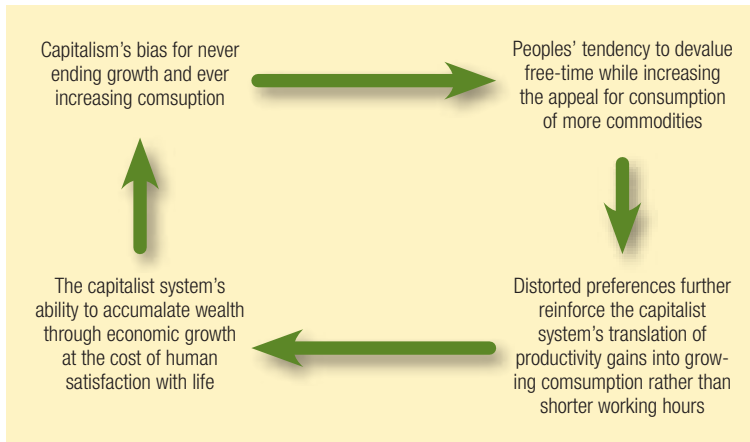 Capitalism's bias for never
ending growth and ever
increasing comsuption
Peoples' tendency to devalue
free-time while increasing
the appeal for consumption
of more commodities
Distorted preferences further
reinforce the capitalist
system's translation of
productivity gains into grow-
ing comsumption rather than
shorter working hours
The capitalist system's
ability to accumalate wealth
through economic growth
at the cost of human
satisfaction with life